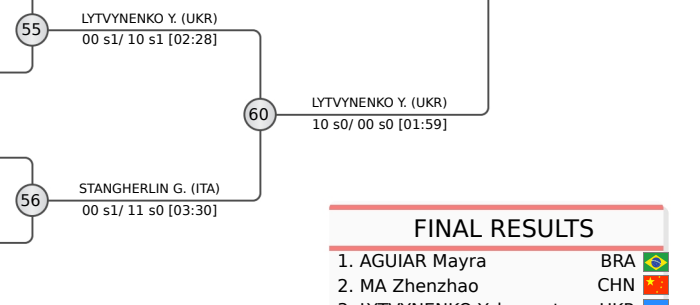 LYTVYNENKO Y. (UKR)
55
00 s1/ 10 s1 [02:28]
LYTVYNENKO Y. (UKR)
60
10 s0/ 00 s0 [01:59]
STANGHERLIN G. (ITA)
56
00 s1/ 11 s0 [03:30]
FINAL RESULTS
1. AGUIAR Mayra BRA
2. MA Zhenzhao CHN